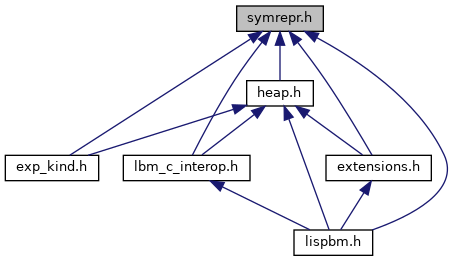 symrepr.h
heap.h
exp_kind.h
lbm_c_interop.h
extensions.h
lispbm.h